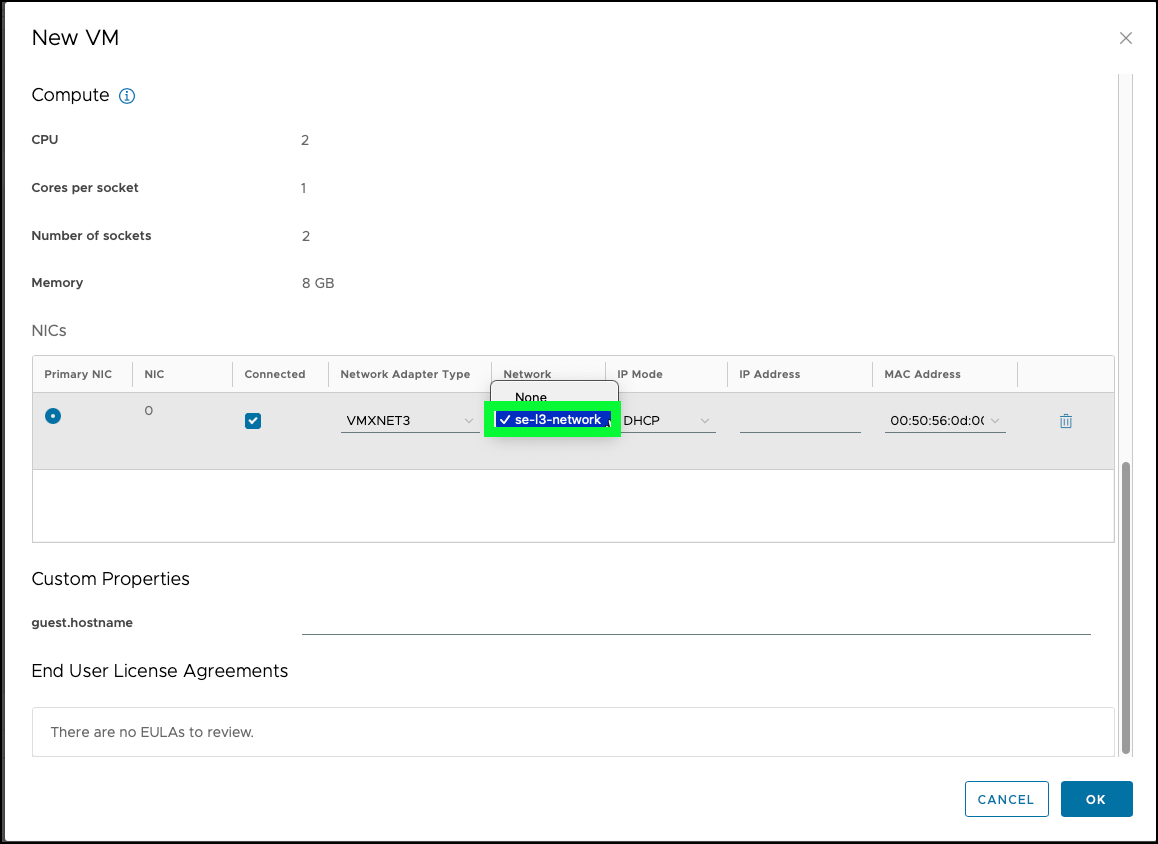 New VM
Compute
CPU 2
Cores per socket 1
Number of sockets 2
Memory 8 GB
NICs
Primary NIC NIC Connected Network Adapter Type Network IP Mode IP Address MAC Address
None
0 VMXNET3 se-l3-network DHCP 00:50:56:0d:00
Custom Properties
guest.hostname
End User License Agreements
There are no EULAs to review.
CANCEL OK